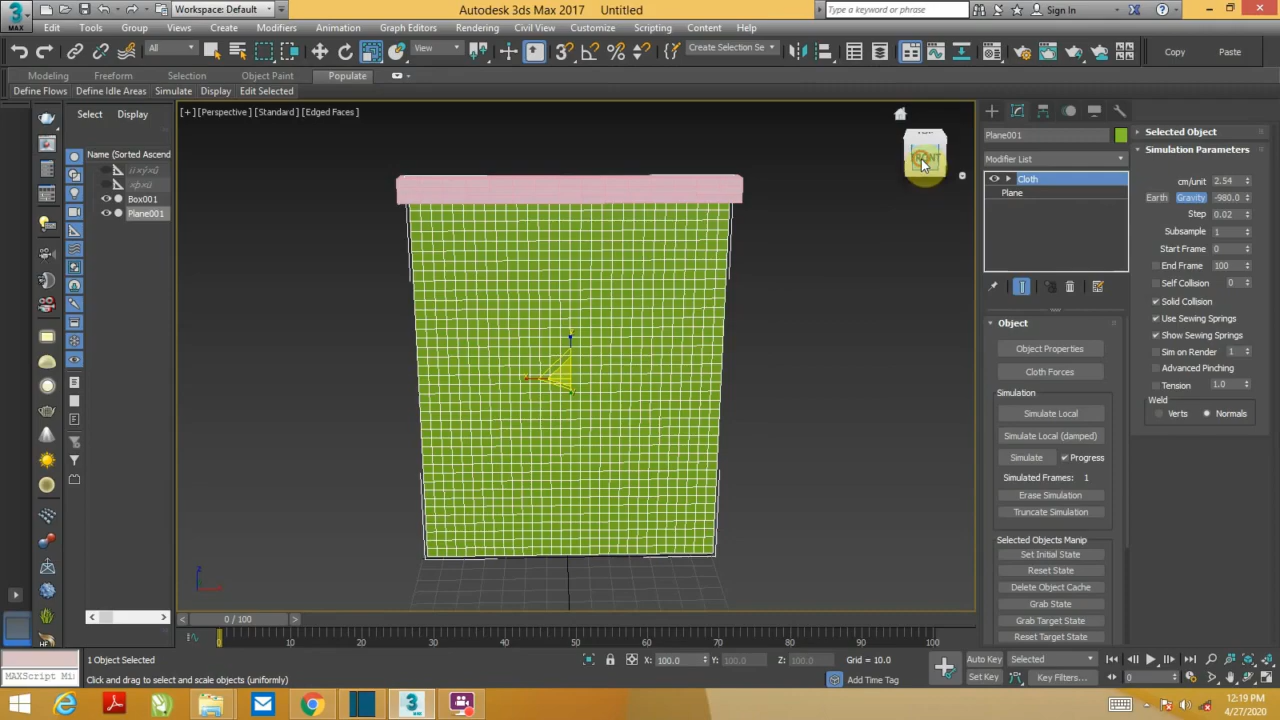 Workspace: Default
Autodesk 3ds Max 2017 Untitled
Type a keyword or phrase
Sign In
MAX
Edit Tools Group Views Create Modifiers Animation Graph Editors Rendering Civil View Customize Scripting Content Help
All
View
Create Selection Se
Copy Paste
Modeling Freeform Selection Object Paint Populate
Define Flows Define Idle Areas Simulate Display Edit Selected
Select Display
Name (Sorted Ascend
Box001
Plane001
[+] [Perspective] [Standard] [Edged Faces]
FRONT
Plane001
Modifier List
Cloth
Plane
Object
Object Properties
Cloth Forces
Simulation
Simulate Local
Simulate Local (damped)
Simulate Progress
Simulated Frames: 1
Erase Simulation
Truncate Simulation
Selected Objects Manip
Set Initial State
Reset State
Delete Object Cache
Grab State
Grab Target State
Reset Target State
Selected Object
Simulation Parameters
cm/unit 2.54
Earth Gravity -980.0
Step 0.02
Subsample 1
Start Frame 0
End Frame 100
Self Collision 0
Solid Collision
Use Sewing Springs
Show Sewing Springs
Sim on Render 1
Advanced Pinching
Tension 1.0
Weld
Verts Normals
0 / 100
0 10 20 30 40 50 60 70 80 90 100
1 Object Selected
X: 100.0 Y: 100.0 Z: 100.0 Grid = 10.0
Auto Key Selected
MAXScript Mi
Click and drag to select and scale objects (uniformly)
Add Time Tag
Set Key Key Filters...
0
12:19 PM
4/27/2020